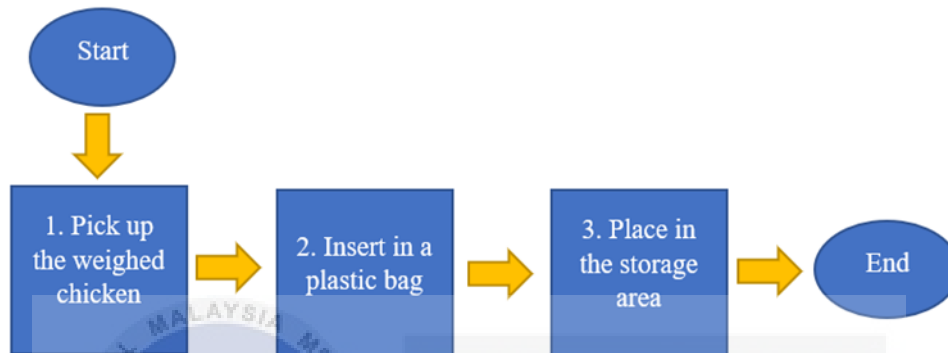 Start
1. Pick up
the weighed
chicken
2. Insert in a
plastic bag
3. Place in
the storage
area
End
MALAYSIA